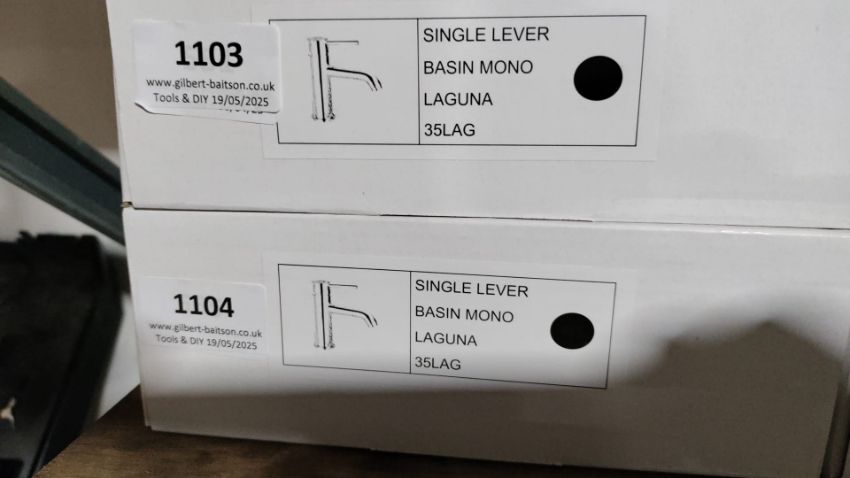 1103
www.gilbert-baitson.co.uk
Tools & DIY 19/05/2025
SINGLE LEVER
BASIN MONO
LAGUNA
35LAG
1104
www.gilbert-baitson.co.uk
Tools & DIY 19/05/2025
SINGLE LEVER
BASIN MONO
LAGUNA
35LAG